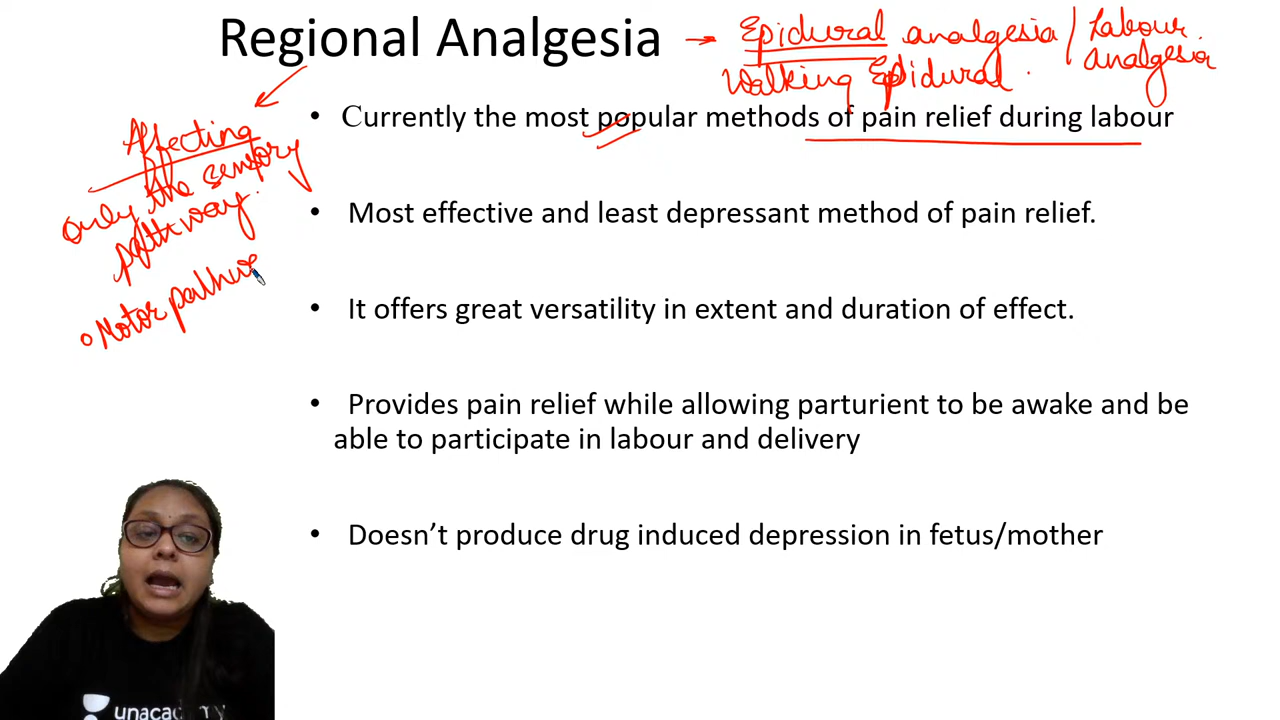 Regional Analgesia → Epidural analgesia / Labour analgesia
Walking Epidural
• Currently the most popular methods of pain relief during labour
Affecting
only the sensory
pathway.
• Most effective and least depressant method of pain relief.
Motor
• It offers great versatility in extent and duration of effect.
• Provides pain relief while allowing parturient to be awake and be
able to participate in labour and delivery
• Doesn’t produce drug induced depression in fetus/mother
unacademy